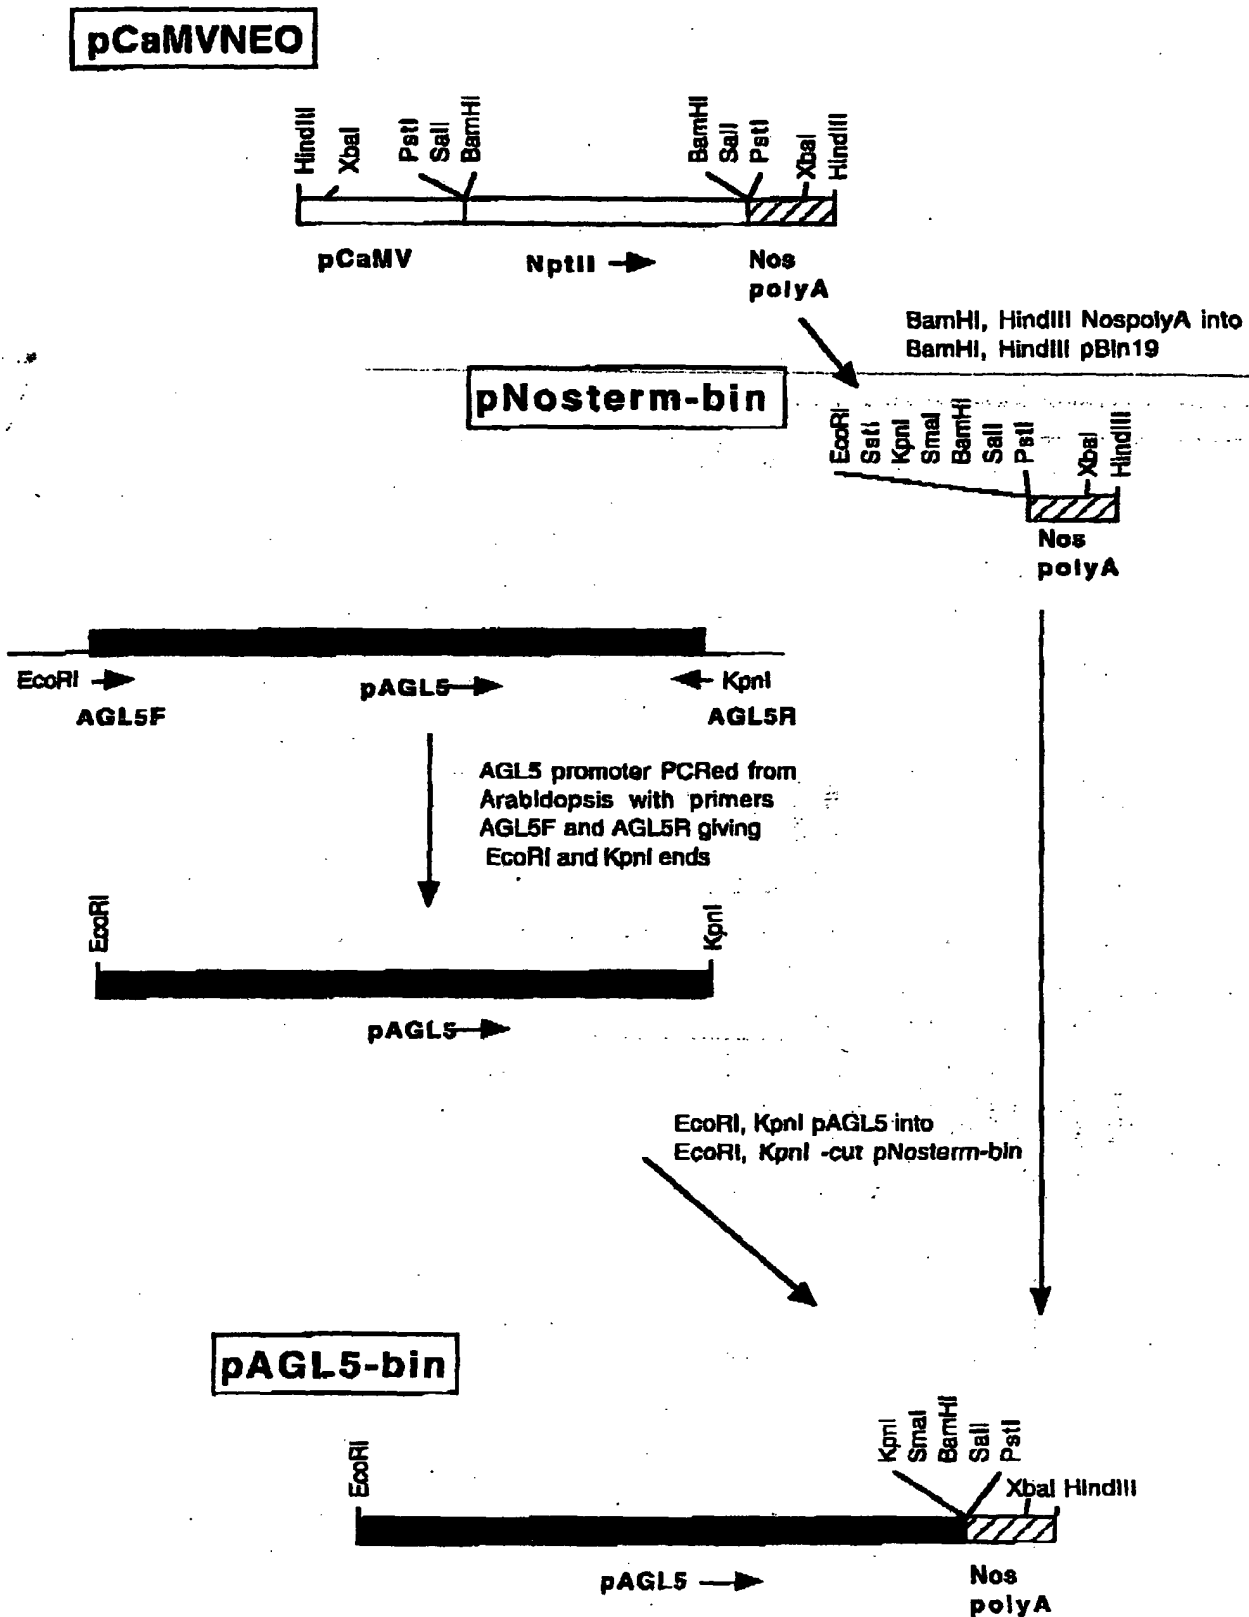 pCaMVNEO
HindIII
XbaI
PstI
SalI
BamHI
BamHI
SalI
PstI
XbaI
HindIII
pCaMV
NptII
Nos
polyA
BamHI, HindIII NospolyA into
BamHI, HindIII pBin19
pNosterm-bin
EcoRI
SstI
KpnI
SmaI
BamHI
SalI
PstI
XbaI
HindIII
Nos
polyA
EcoRI
pAGL5
KpnI
AGL5F
AGL5R
AGL5 promoter PCRed from
Arabidopsis with primers
AGL5F and AGL5R giving
EcoRI and KpnI ends
EcoRI
KpnI
pAGL5
EcoRI, KpnI pAGL5 into
EcoRI, KpnI -cut pNosterm-bin
pAGL5-bin
EcoRI
KpnI
SmaI
BamHI
SalI
PstI
XbaI HindIII
pAGL5
Nos
polyA